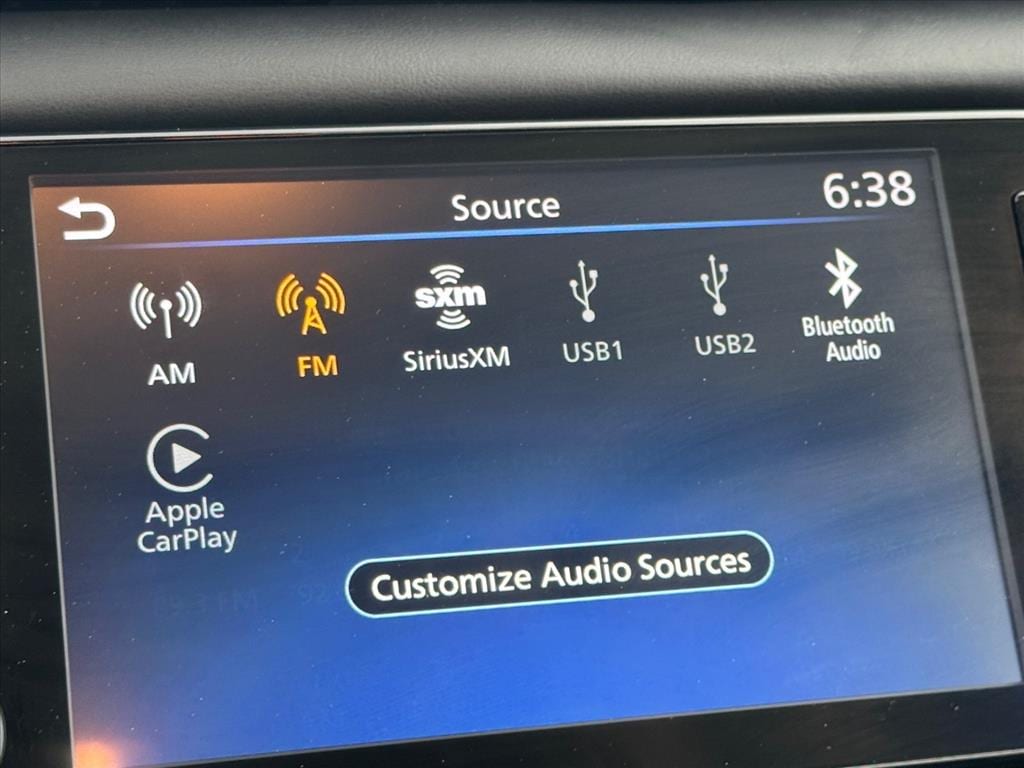 Source
6:38
sxm
AM
FM
SiriusXM
USB1
USB2
Bluetooth
Audio
Apple
CarPlay
Customize Audio Sources